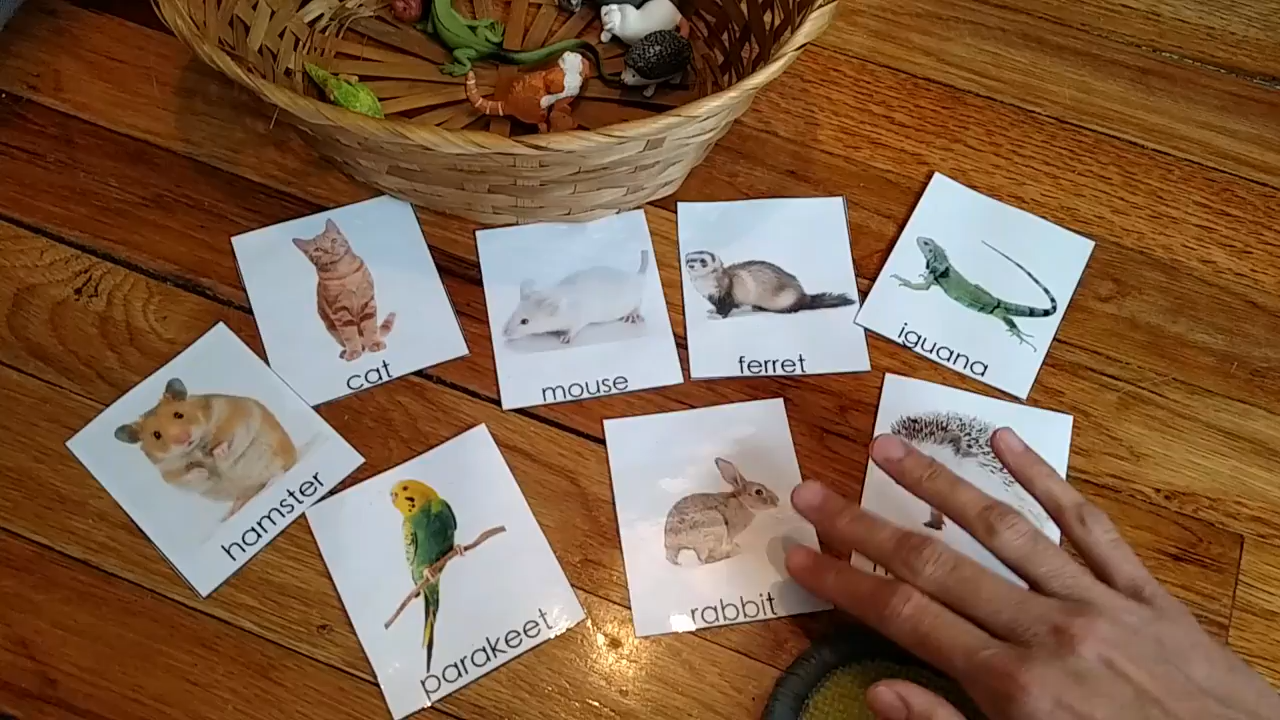 cat
mouse
ferret
iguana
hamster
parakeet
rabbit